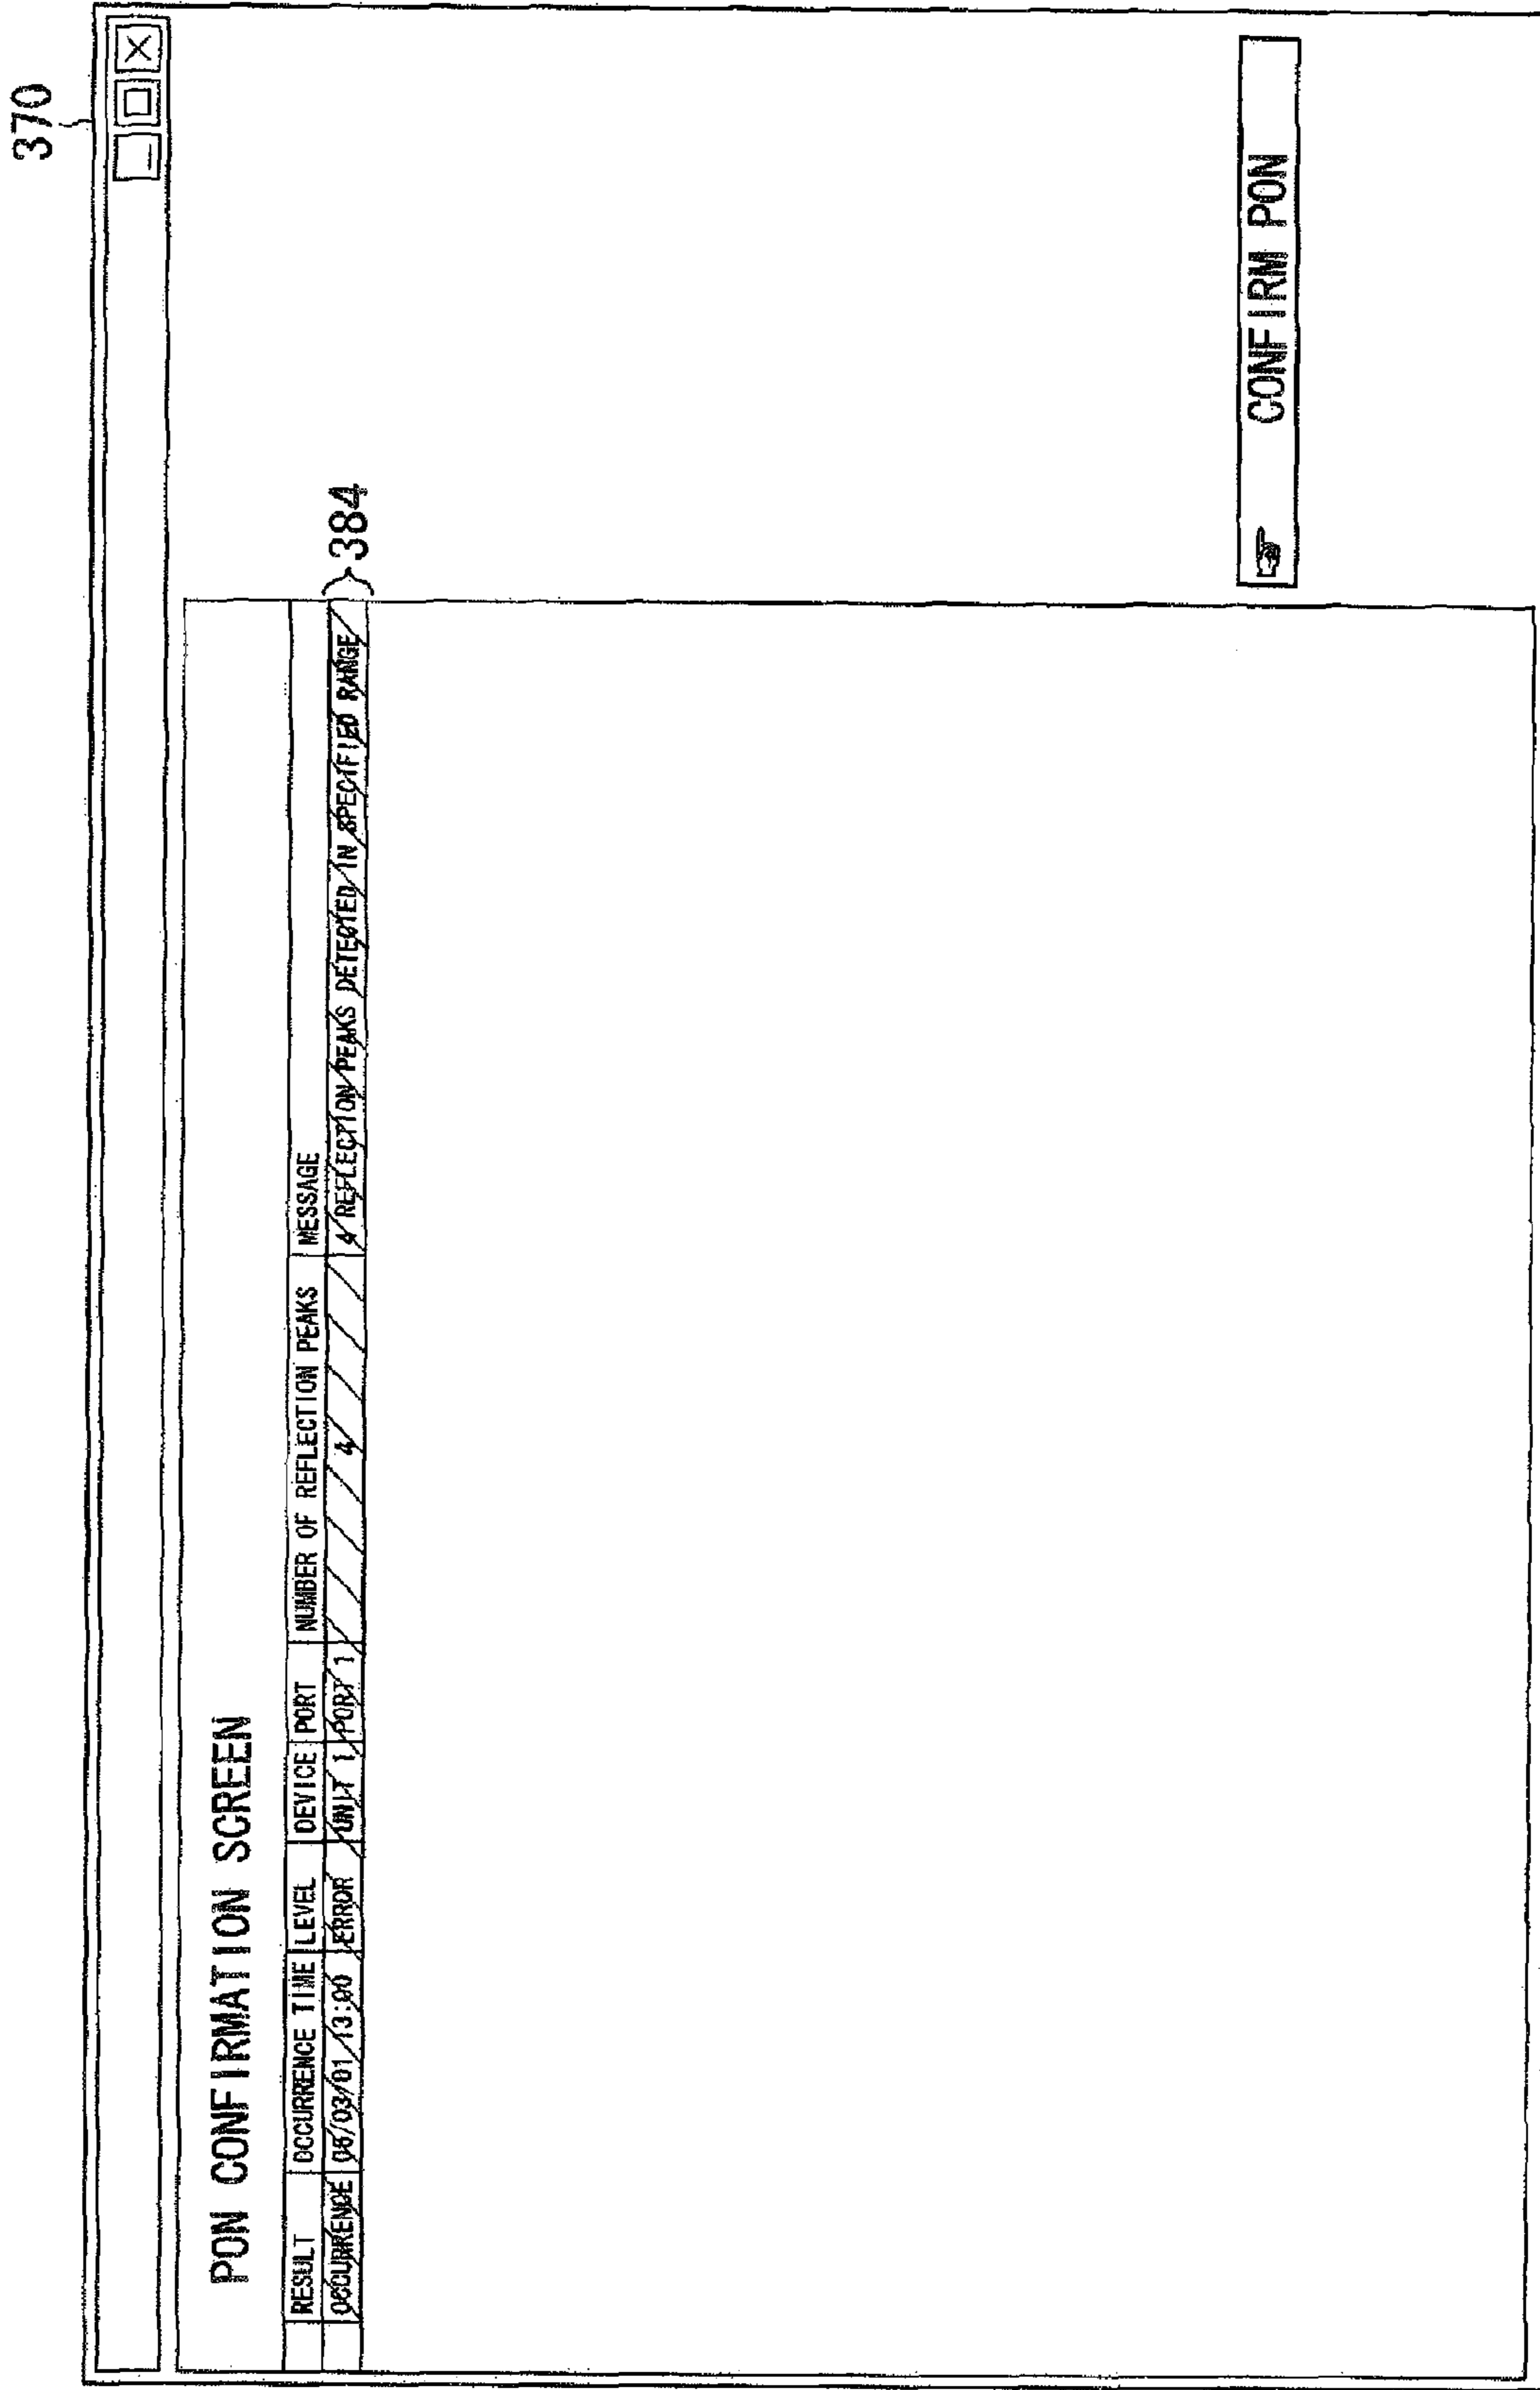 370
PON CONFIRMATION SCREEN
RESULT OCCURRENCE TIME LEVEL DEVICE PORT NUMBER OF REFLECTION PEAKS MESSAGE
OCCURRENCE 06/03/01 13:00 ERROR UNIT 1 PORT 1 4 4 REFLECTION PEAKS DETECTED IN SPECIFIED RANGE
384
CONFIRM PON